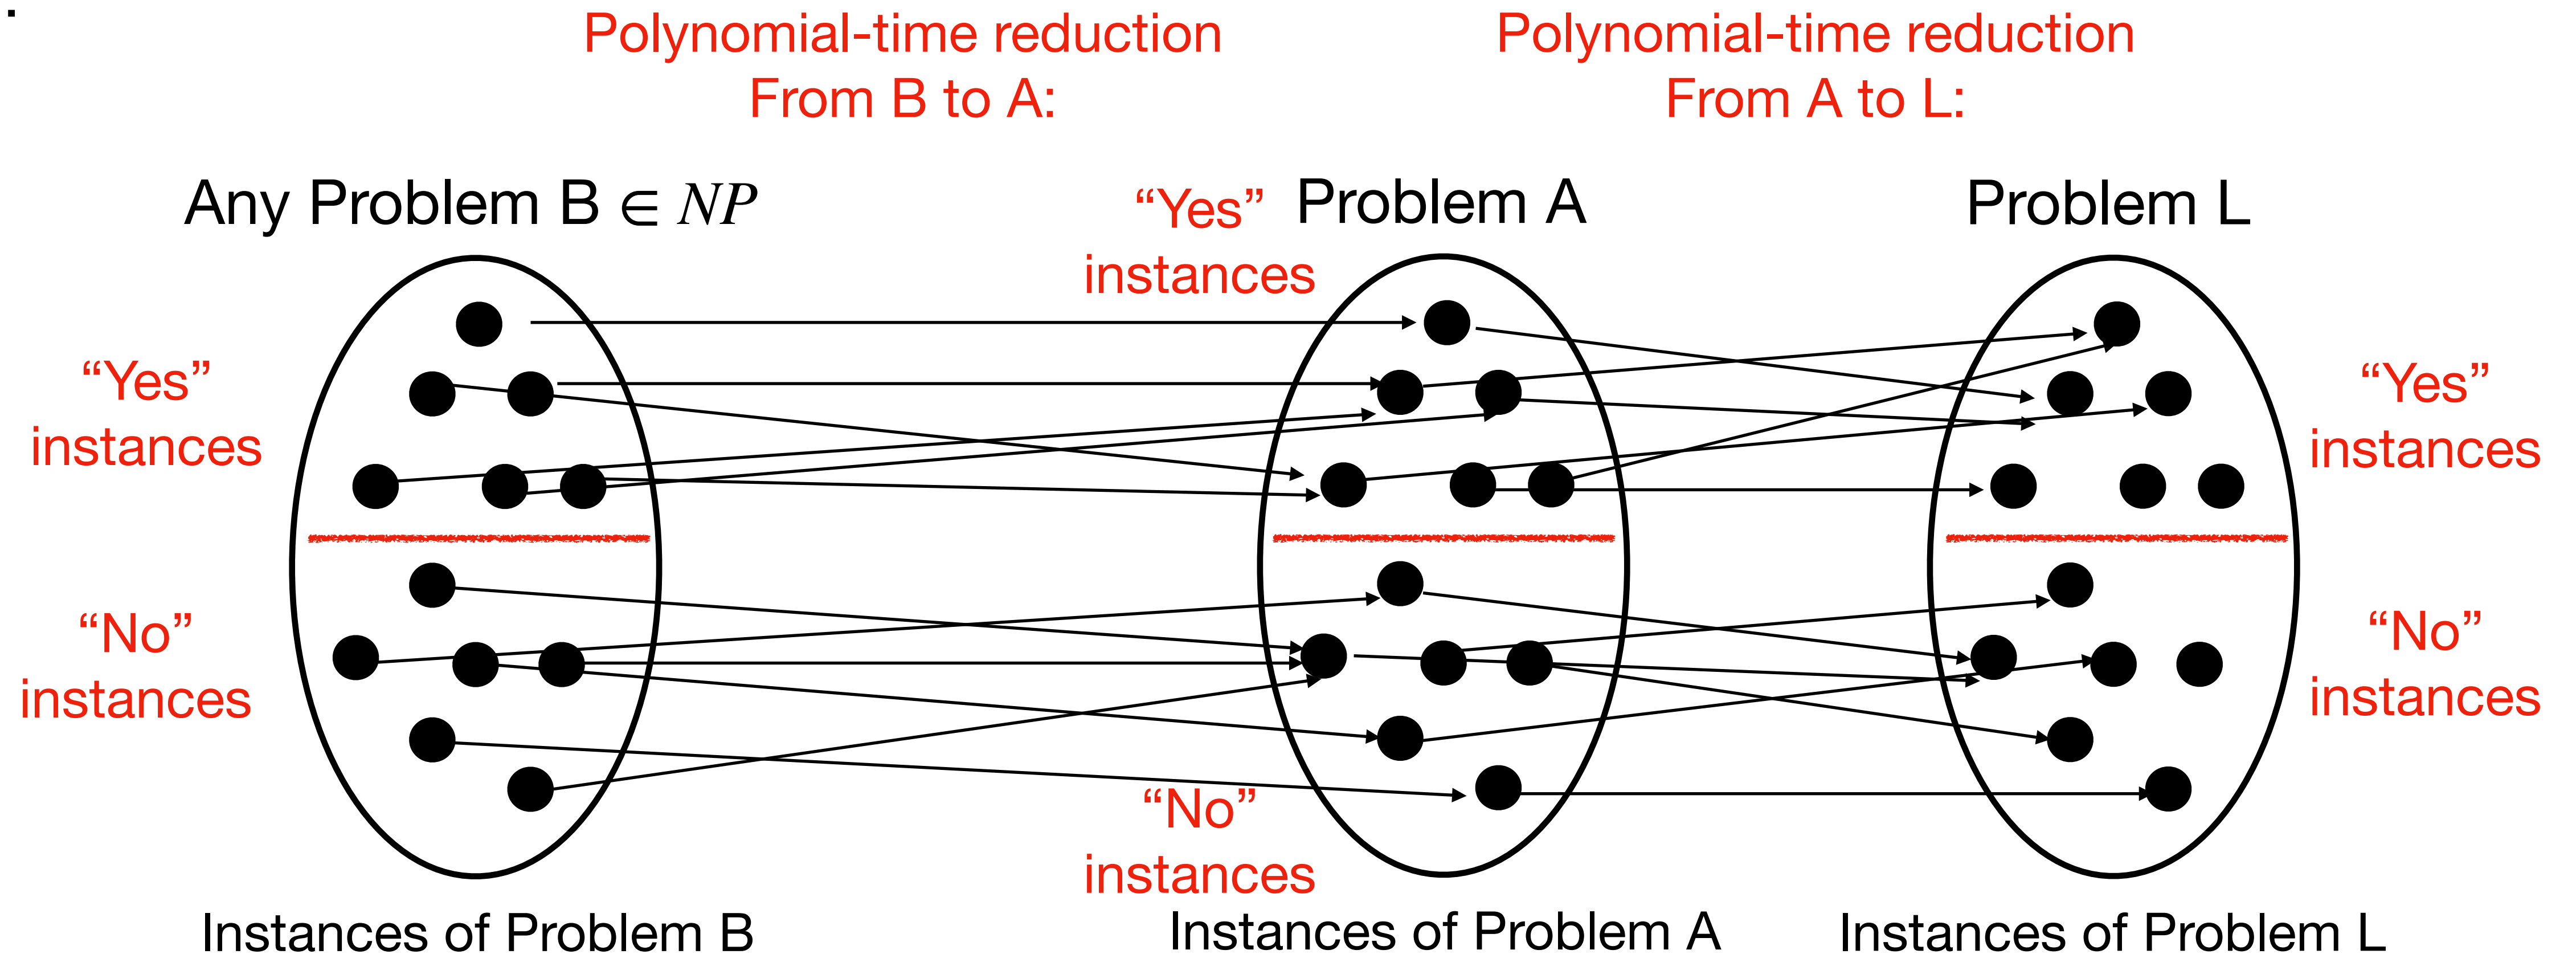 Polynomial-time reduction
From B to A:
Polynomial-time reduction
From A to L:
Any Problem B ∈ NP
“Yes”
instances
Problem A
Problem L
“Yes”
instances
“Yes”
instances
“No”
instances
“No”
instances
“No”
instances
Instances of Problem B
Instances of Problem A
Instances of Problem L